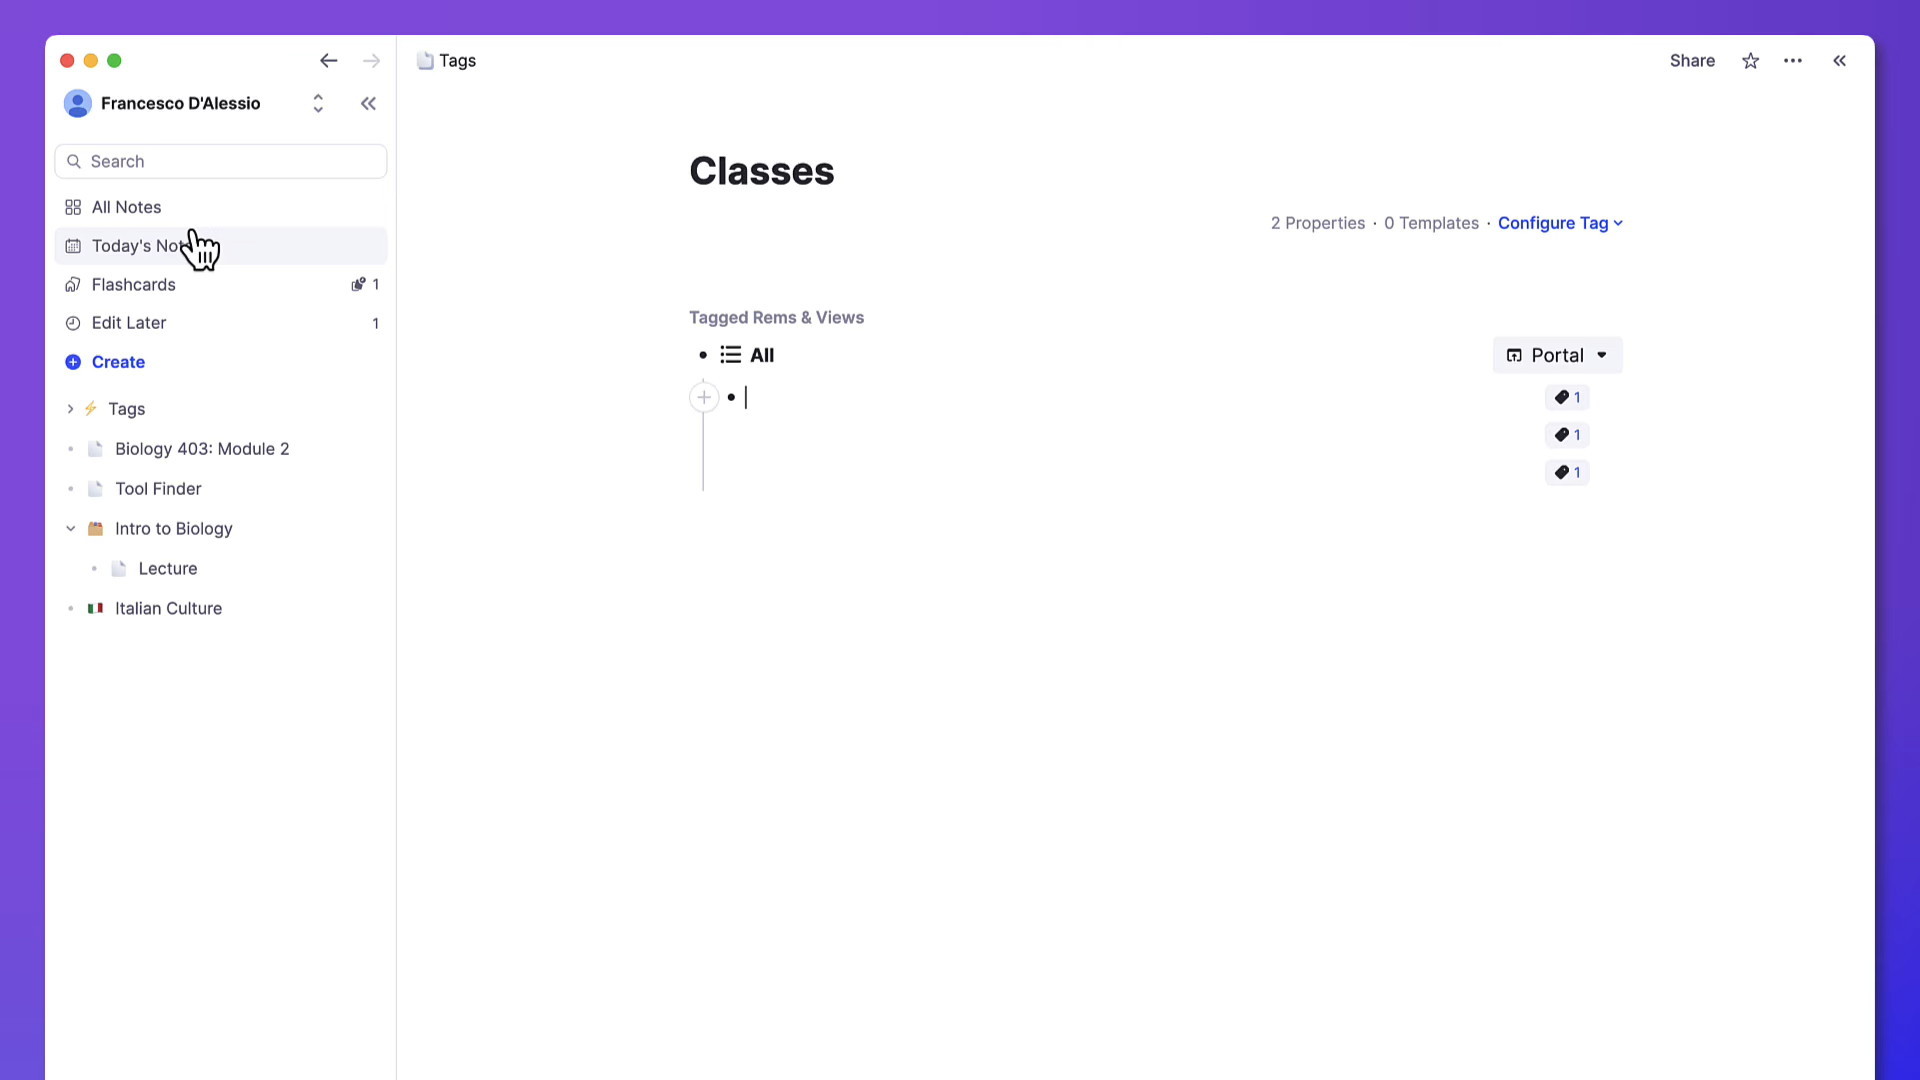 Tags
Share
Francesco D'Alessio
Search
All Notes
Today's Not
Flashcards 1
Edit Later 1
Create
Tags
Biology 403: Module 2
Tool Finder
Intro to Biology
Lecture
Italian Culture
Classes
2 Properties · 0 Templates · Configure Tag
Tagged Rems & Views
All
Portal
1
1
1